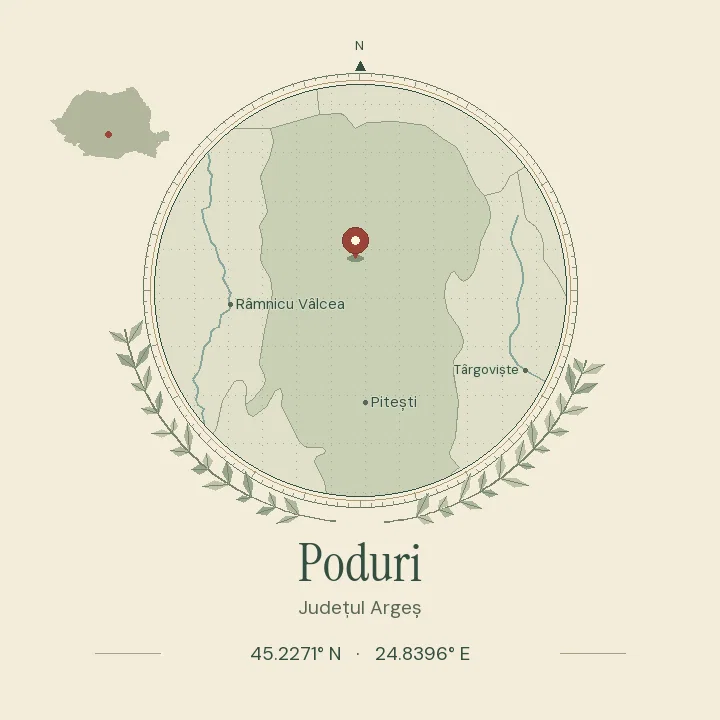 N
Râmnicu Vâlcea
Târgoviște
Pitești
Poduri
Județul Argeș
45.2271° N · 24.8396° E